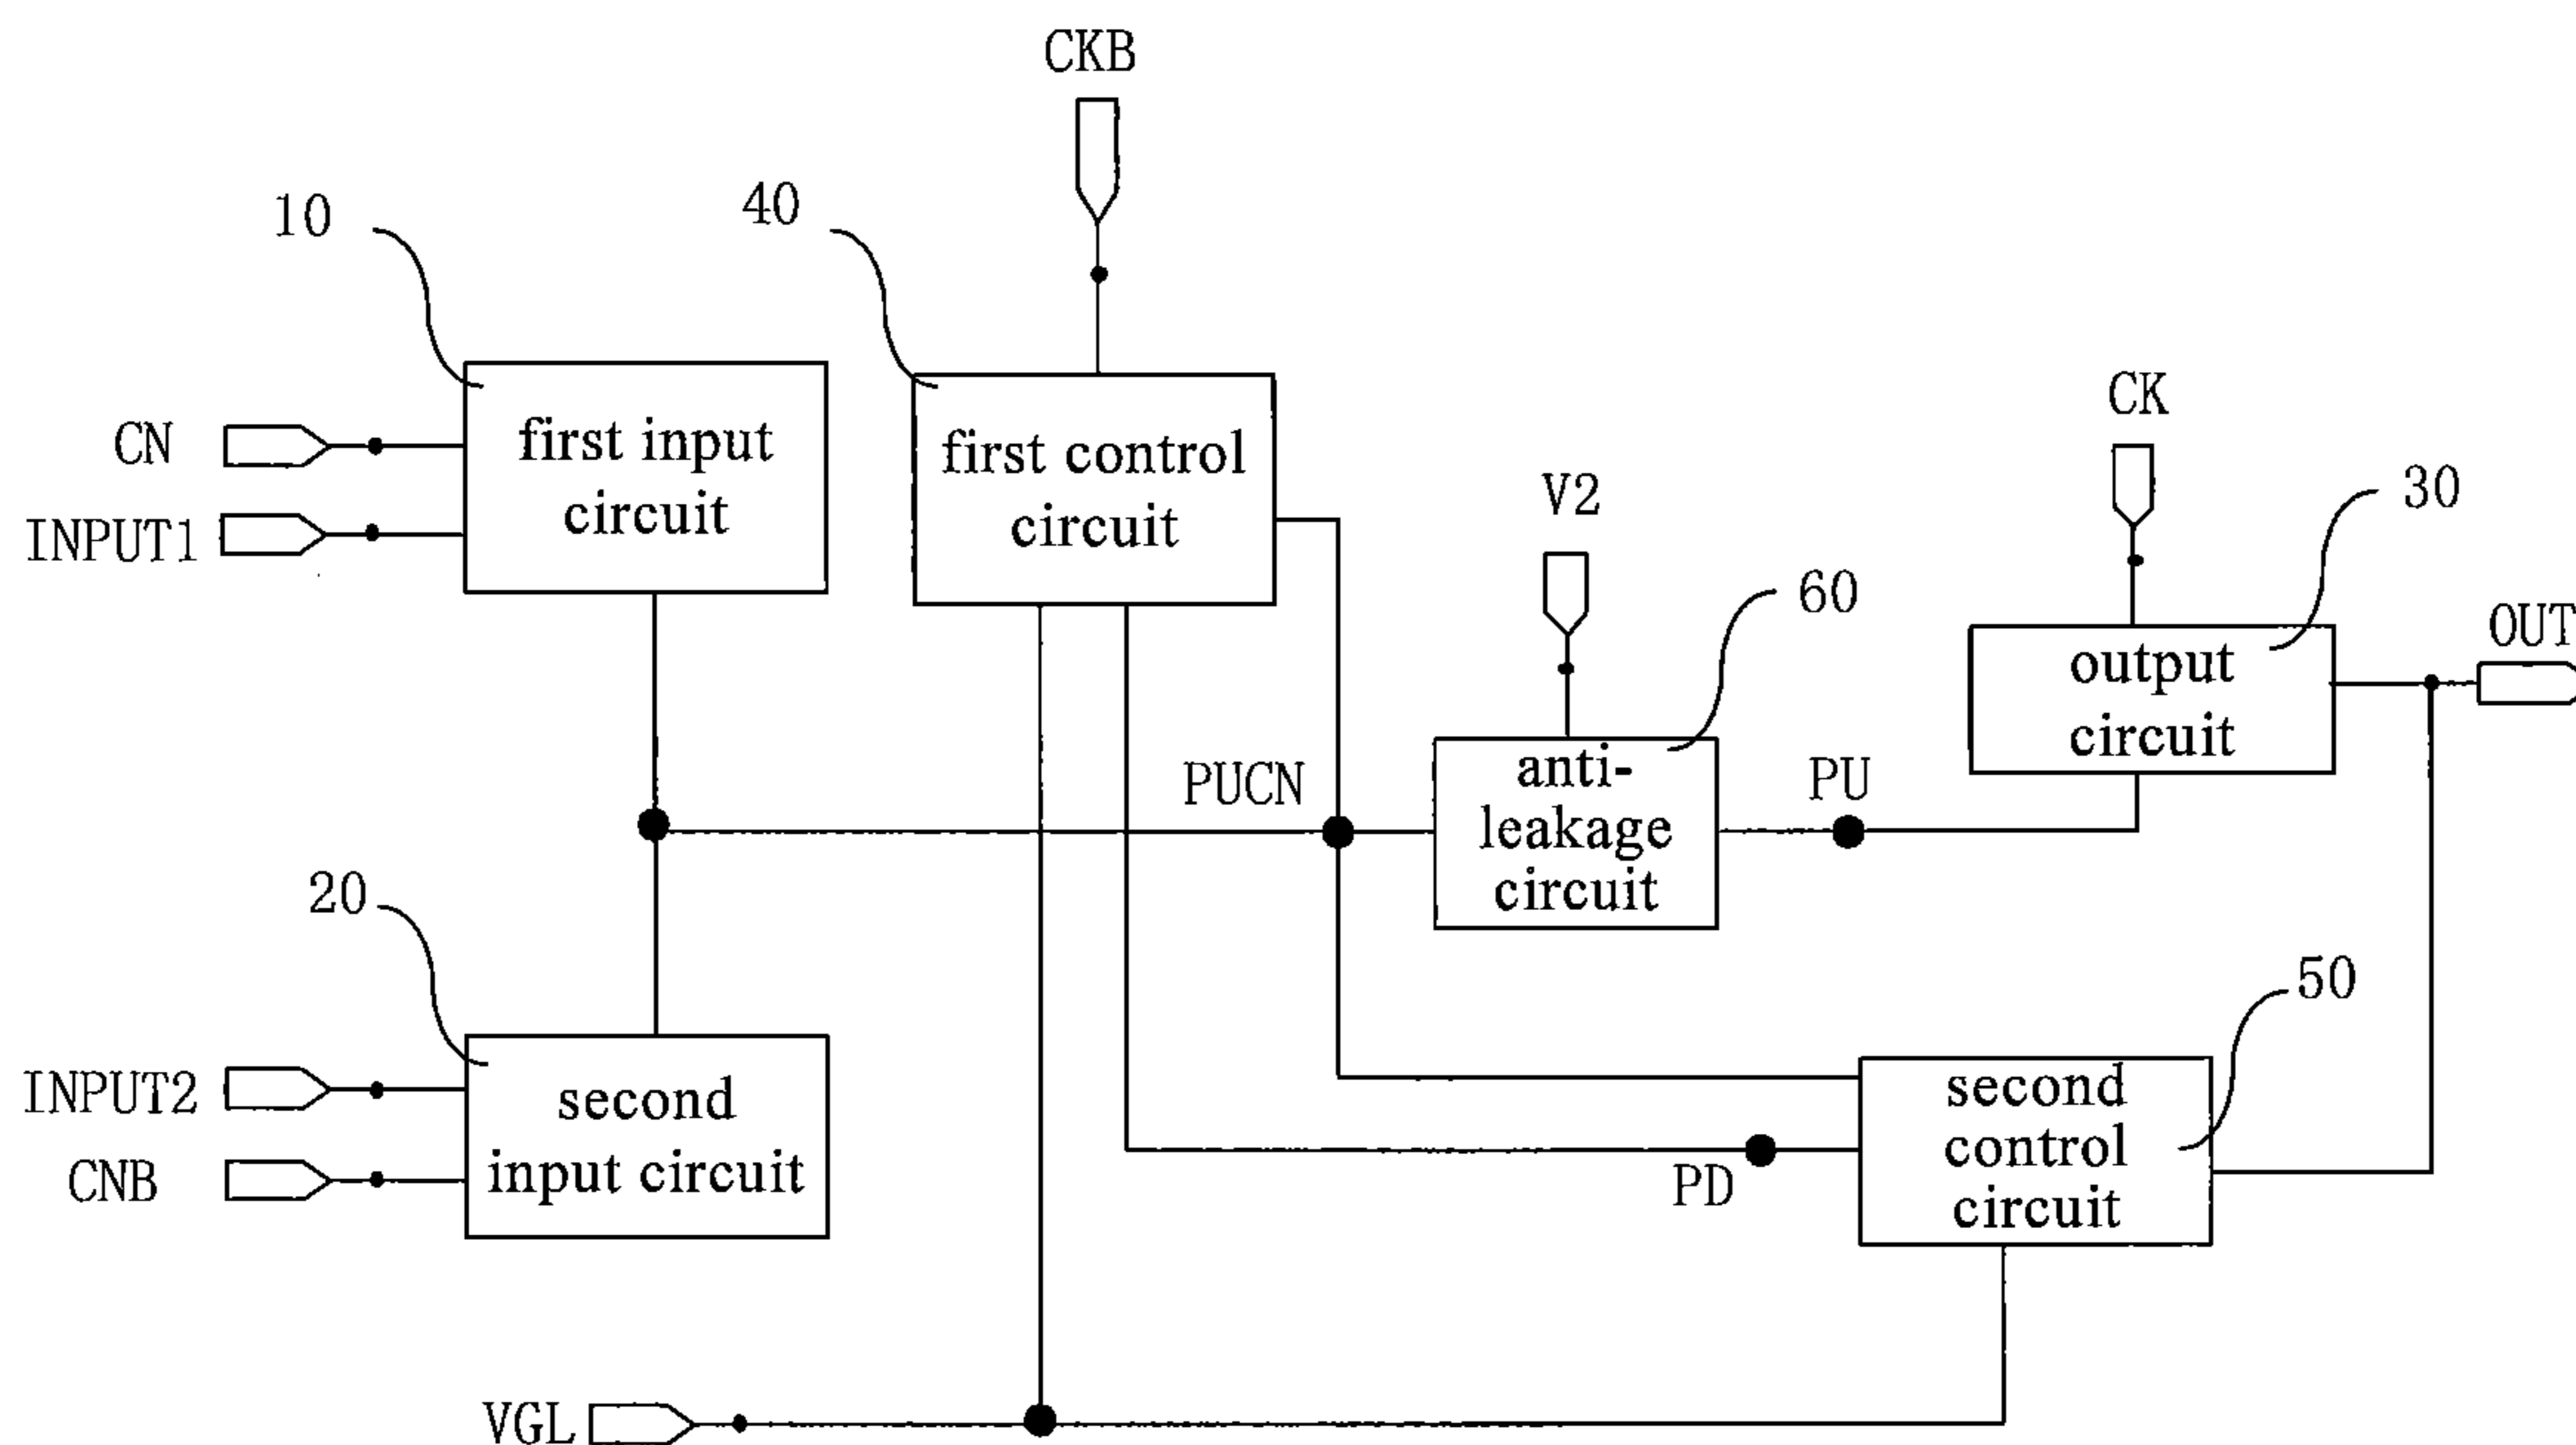 CKB
10
40
CN
first input
circuit
INPUT1
first control
circuit
V2
CK
30
60
output
circuit
OUT
PUCN
anti-
leakage
circuit
PU
20
50
INPUT2
second
input circuit
CNB
second
control
circuit
PD
VGL